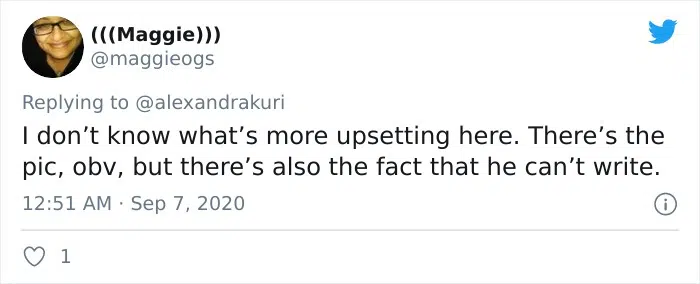 (((Maggie)))
@maggieogs
Replying to @alexandrakuri
I don’t know what’s more upsetting here. There’s the
pic, obv, but there’s also the fact that he can’t write.
12:51 AM · Sep 7, 2020
1